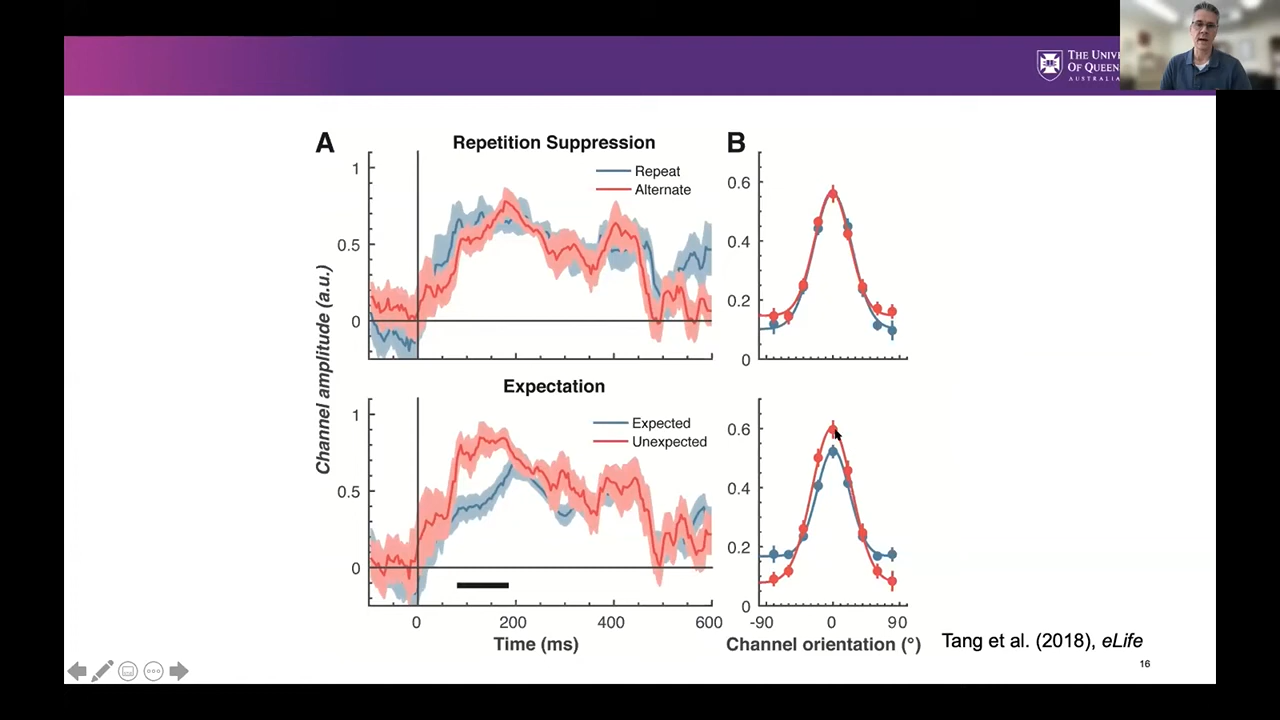 THE UNIVE
OF QUEEN
AUSTRALIA
A
Repetition Suppression
Repeat
Alternate
1
0.5
0
B
0.6
0.4
0.2
0
Channel amplitude (a.u.)
Expectation
Expected
Unexpected
1
0.5
0
0 200 400 600
Time (ms)
0.6
0.4
0.2
0
-90 0 90
Channel orientation (°)
Tang et al. (2018), eLife
16